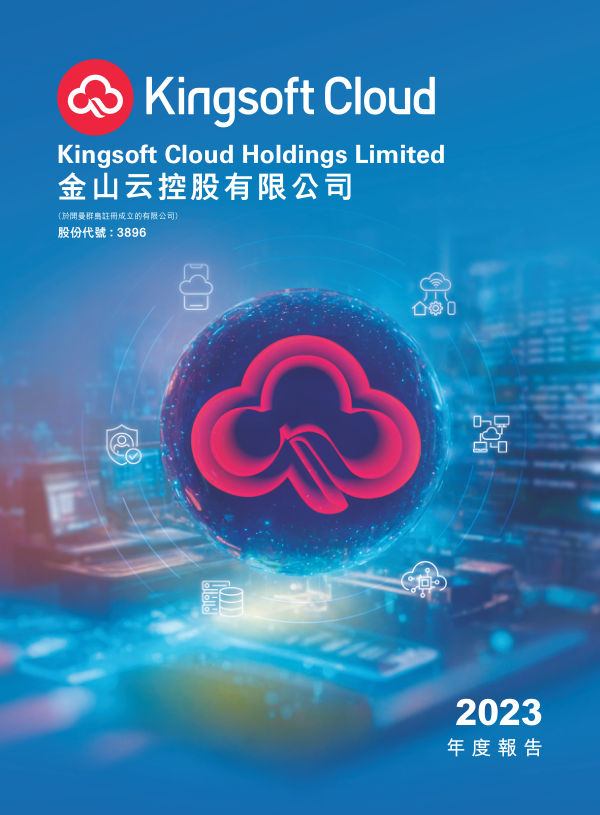 Kingsoft Cloud
Kingsoft Cloud Holdings Limited
金山云控股有限公司
(於開曼群島註冊成立的有限公司)
股份代號 : 3896
2023
年度報告